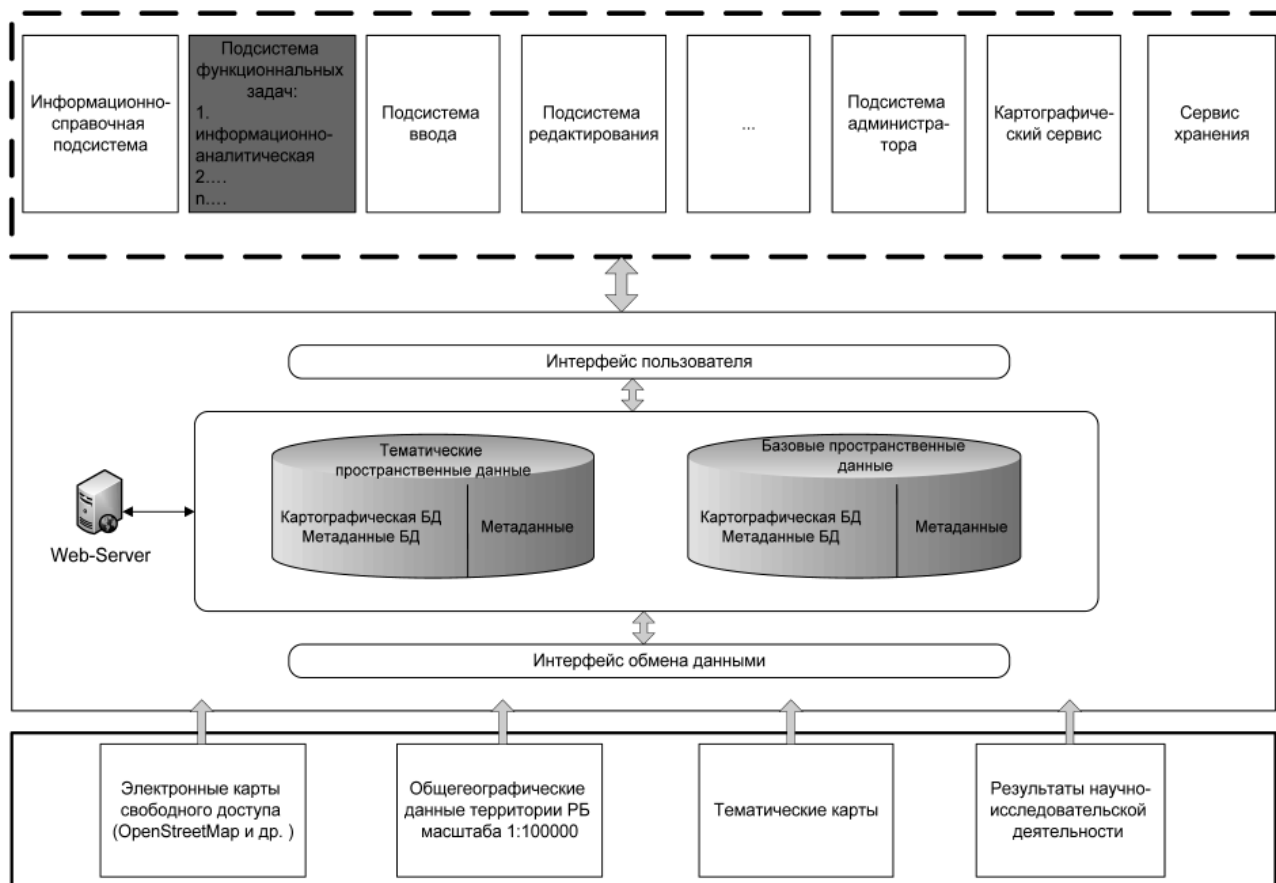 Информационно-
справочная
подсистема
Подсистема
функциональных
задач:
1.
информационно-
аналитическая
2....
n....
Подсистема
ввода
Подсистема
редактирования
...
Подсистема
администра-
тора
Картографиче-
ский сервис
Сервис
хранения
Интерфейс пользователя
Тематические
пространственные данные
Картографическая БД
Метаданные БД
Метаданные
Базовые пространственные
данные
Картографическая БД
Метаданные БД
Метаданные
Web-Server
Интерфейс обмена данными
Электронные карты
свободного доступа
(OpenStreetMap и др. )
Общегеографические
данные территории РБ
масштаба 1:100000
Тематические карты
Результаты научно-
исследовательской
деятельности